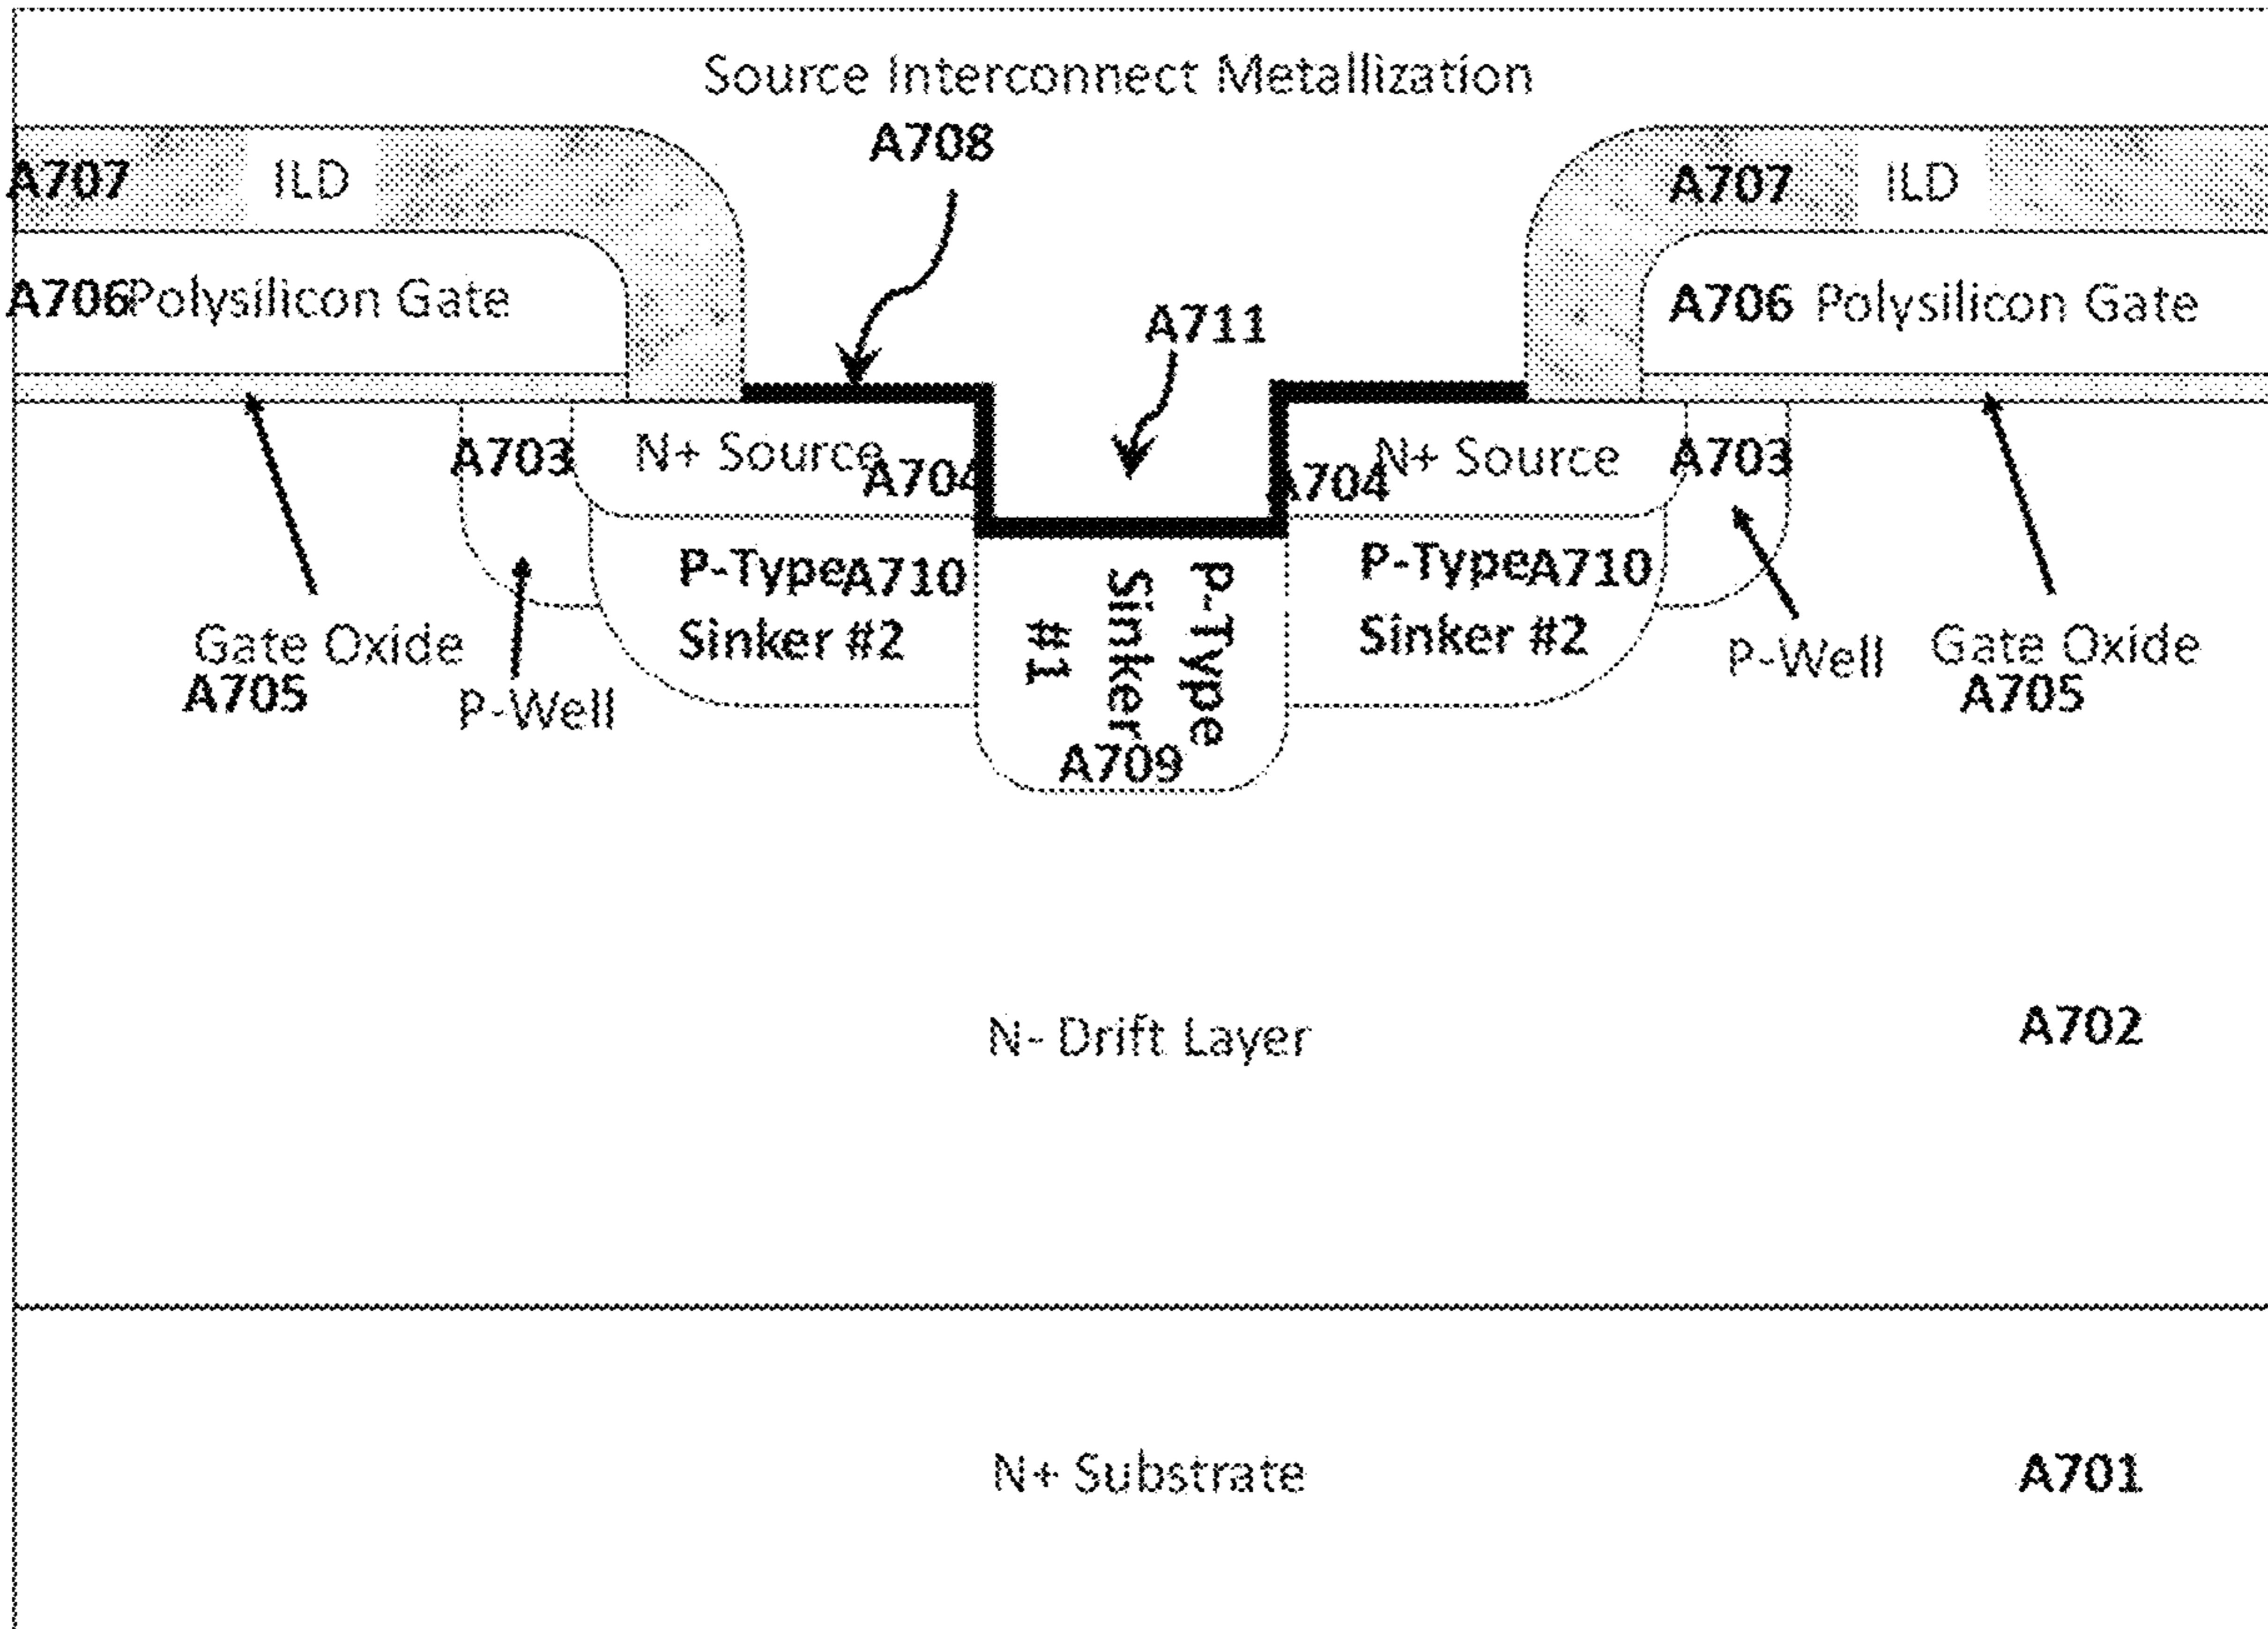 Source Interconnect Metallization
A708
A707 ILD
A707 ILD
A706 Polysilicon Gate
A711
A706 Polysilicon Gate
A703
N+ Source
A704
A704
N+ Source
A703
P-Type A710
Sinker #2
P-Type
Sinker
#1
A709
P-Type A710
Sinker #2
Gate Oxide
A705
P-Well
P-Well
Gate Oxide
A705
N- Drift Layer
A702
N+ Substrate
A701